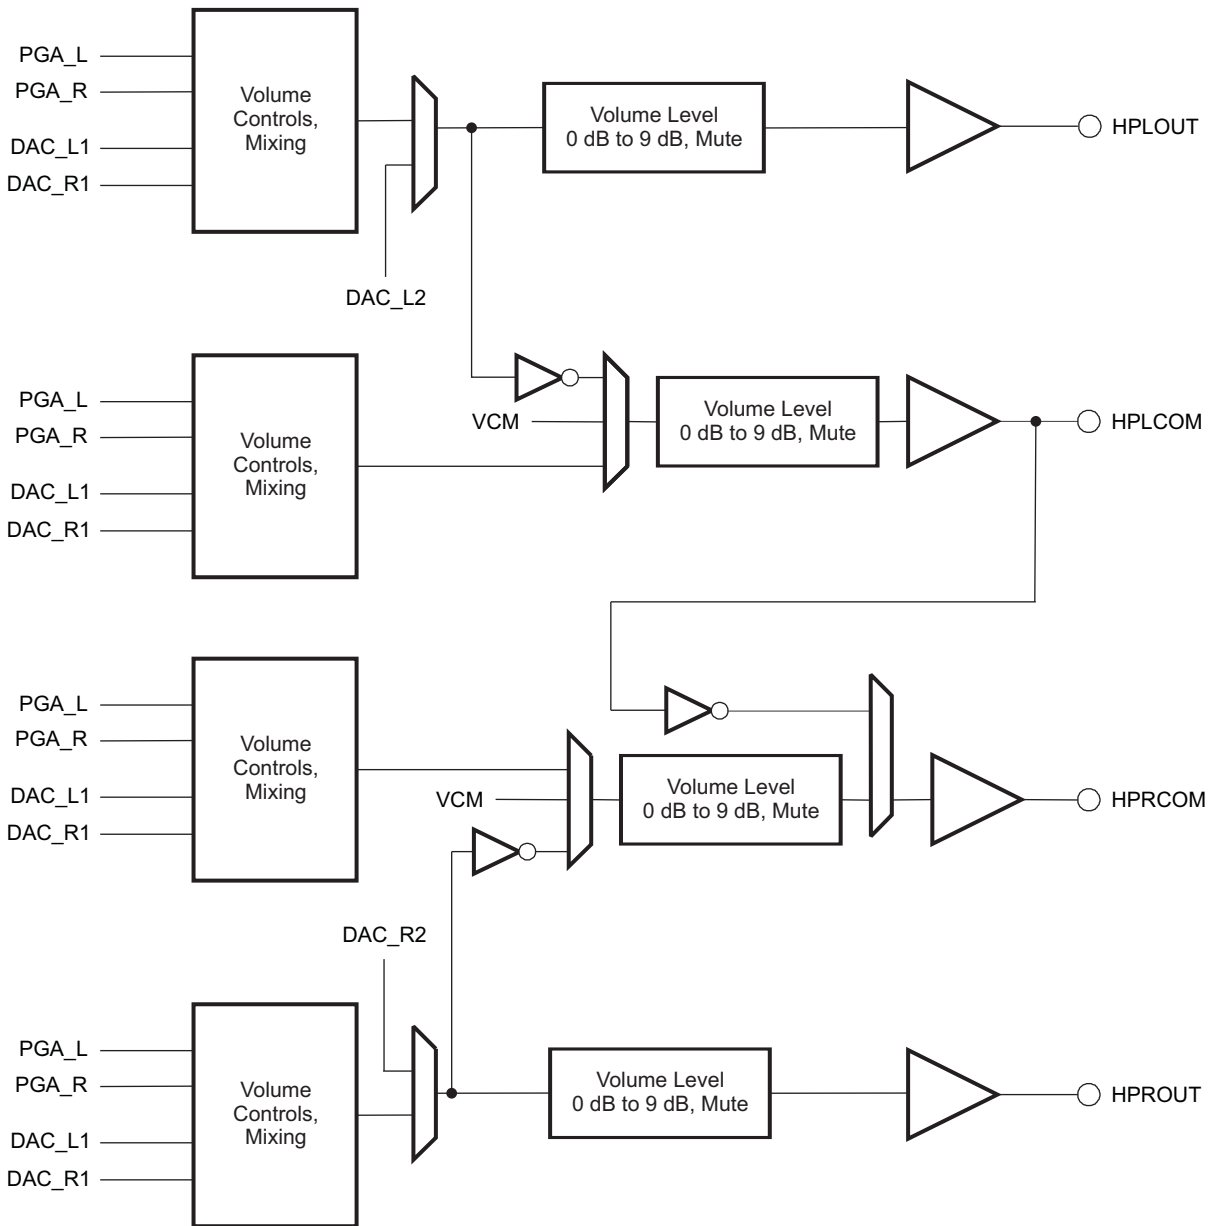 PGA_L
PGA_R
DAC_L1
DAC_R1
Volume
Controls,
Mixing
DAC_L2
Volume Level
0 dB to 9 dB, Mute
HPLOUT
PGA_L
PGA_R
DAC_L1
DAC_R1
Volume
Controls,
Mixing
VCM
Volume Level
0 dB to 9 dB, Mute
HPLCOM
PGA_L
PGA_R
DAC_L1
DAC_R1
Volume
Controls,
Mixing
VCM
Volume Level
0 dB to 9 dB, Mute
HPRCOM
DAC_R2
PGA_L
PGA_R
DAC_L1
DAC_R1
Volume
Controls,
Mixing
Volume Level
0 dB to 9 dB, Mute
HPROUT